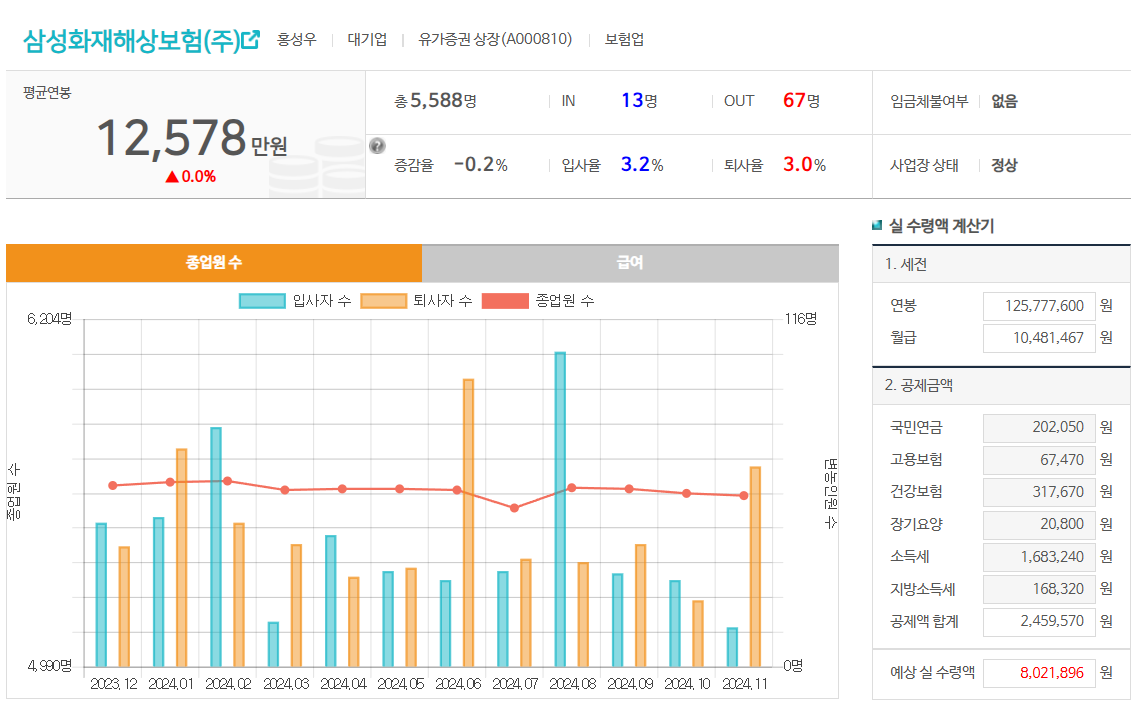 삼성화재해상보험(주) 홍성우 대기업 유가증권 상장(A000810) 보험업
평균연봉
12,578 만원
▲ 0.0%
총 5,588명 IN 13명 OUT 67명
증감율 -0.2% 입사율 3.2% 퇴사율 3.0%
임금체불여부 없음
사업장 상태 정상
종업원 수 급여
입사자 수 퇴사자 수 종업원 수
6,204명 116명
종업원 수
변동인원 수
4,990명 0명
2023.12 2024.01 2024.02 2024.03 2024.04 2024.05 2024.06 2024.07 2024.08 2024.09 2024.10 2024.11
실 수령액 계산기
1. 세전
연봉 125,777,600 원
월급 10,481,467 원
2. 공제금액
국민연금 202,050 원
고용보험 67,470 원
건강보험 317,670 원
장기요양 20,800 원
소득세 1,683,240 원
지방소득세 168,320 원
공제액 합계 2,459,570 원
예상 실 수령액 8,021,896 원